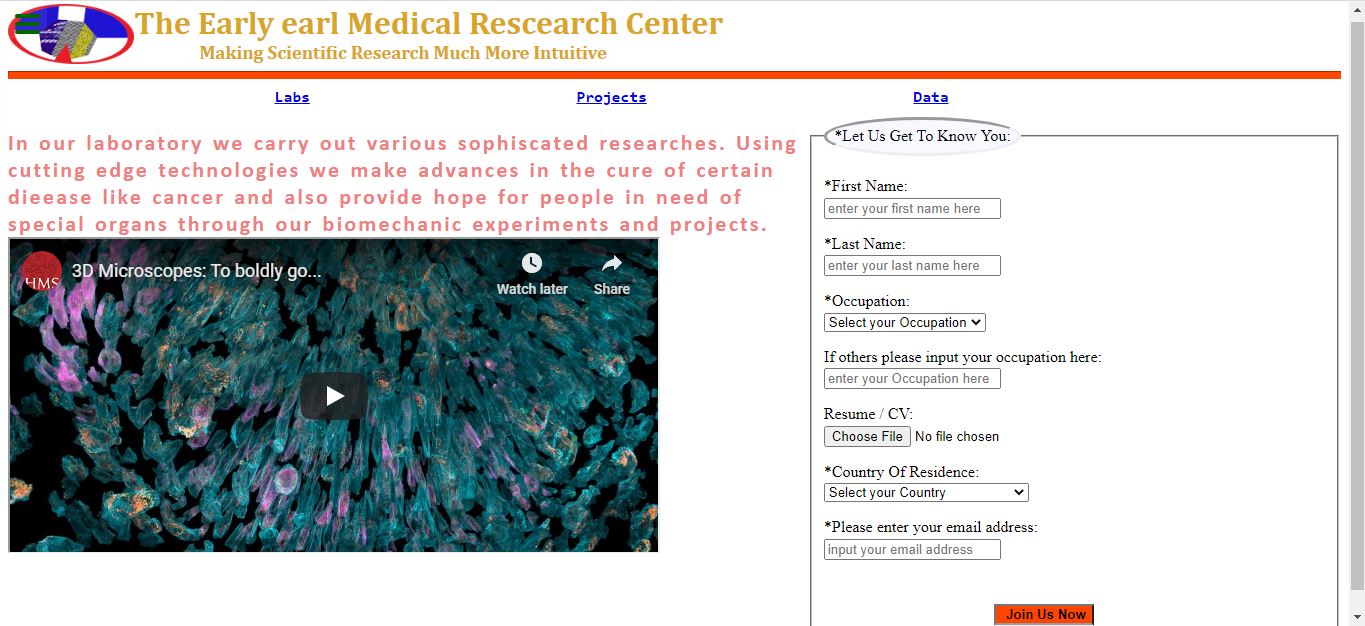 The Early earl Medical Rescearch Center
Making Scientific Research Much More Intuitive
Labs
Projects
Data
In our laboratory we carry out various sophiscated researches. Using
cutting edge technologies we make advances in the cure of certain
dieease like cancer and also provide hope for people in need of
special organs through our biomechanic experiments and projects.
HMS
3D Microscopes: To boldly go...
Watch later
Share
*Let Us Get To Know You:
*First Name:
enter your first name here
*Last Name:
enter your last name here
*Occupation:
Select your Occupation
If others please input your occupation here:
enter your Occupation here
Resume / CV:
Choose File No file chosen
*Country Of Residence:
Select your Country
*Please enter your email address:
input your email address
Join Us Now